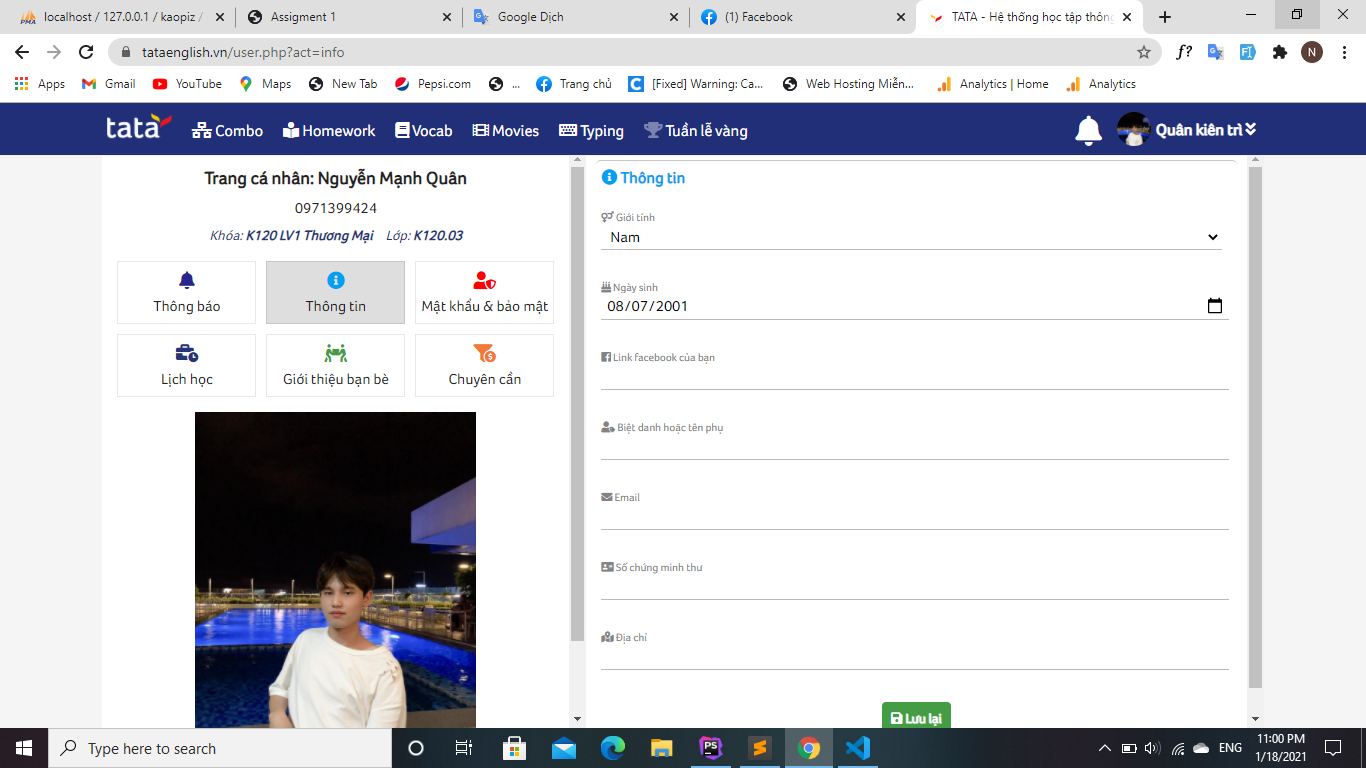 localhost / 127.0.0.1 / kaopiz /
Assigment 1
Google Dịch
(1) Facebook
TATA - Hệ thống học tập thông
tataenglish.vn/user.php?act=info
f?
N
Apps
Gmail
YouTube
Maps
New Tab
Pepsi.com
...
Trang chủ
[Fixed] Warning: Ca...
Web Hosting Miễn...
Analytics | Home
Analytics
tata
Combo
Homework
Vocab
Movies
Typing
Tuần lễ vàng
Quân kiên trì
Trang cá nhân: Nguyễn Mạnh Quân
0971399424
Khóa: K120 LV1 Thương Mại Lớp: K120.03
Thông báo
Thông tin
Mật khẩu & bảo mật
Lịch học
Giới thiệu bạn bè
Chuyên cần
Thông tin
Giới tính
Nam
Ngày sinh
08/07/2001
Link facebook của bạn
Biệt danh hoặc tên phụ
Email
Số chứng minh thư
Địa chỉ
Lưu lại
Type here to search
PS
ENG
11:00 PM
1/18/2021